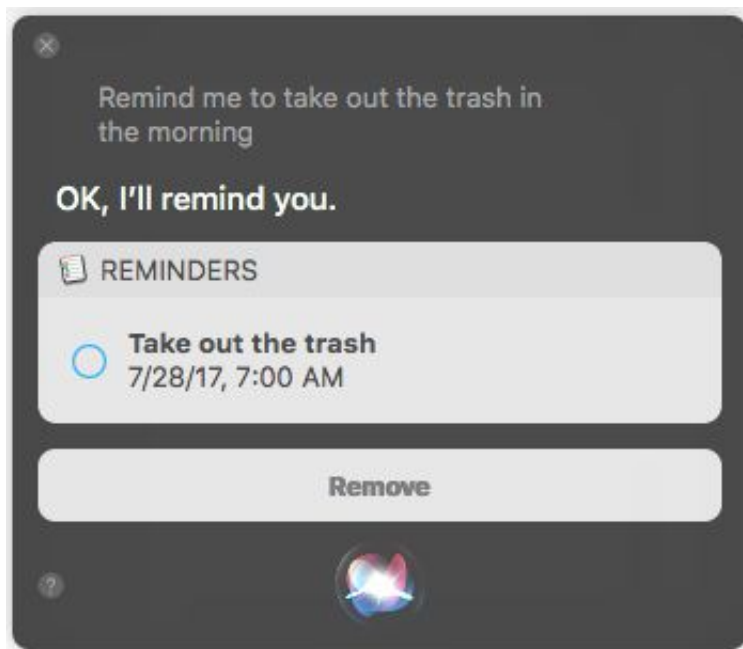 Remind me to take out the trash in
the morning
OK, I’ll remind you.
REMINDERS
Take out the trash
7/28/17, 7:00 AM
Remove
?